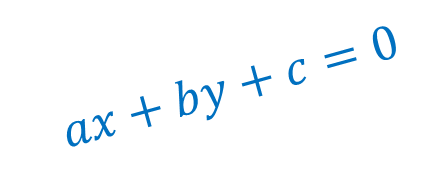 ax + by + c = 0